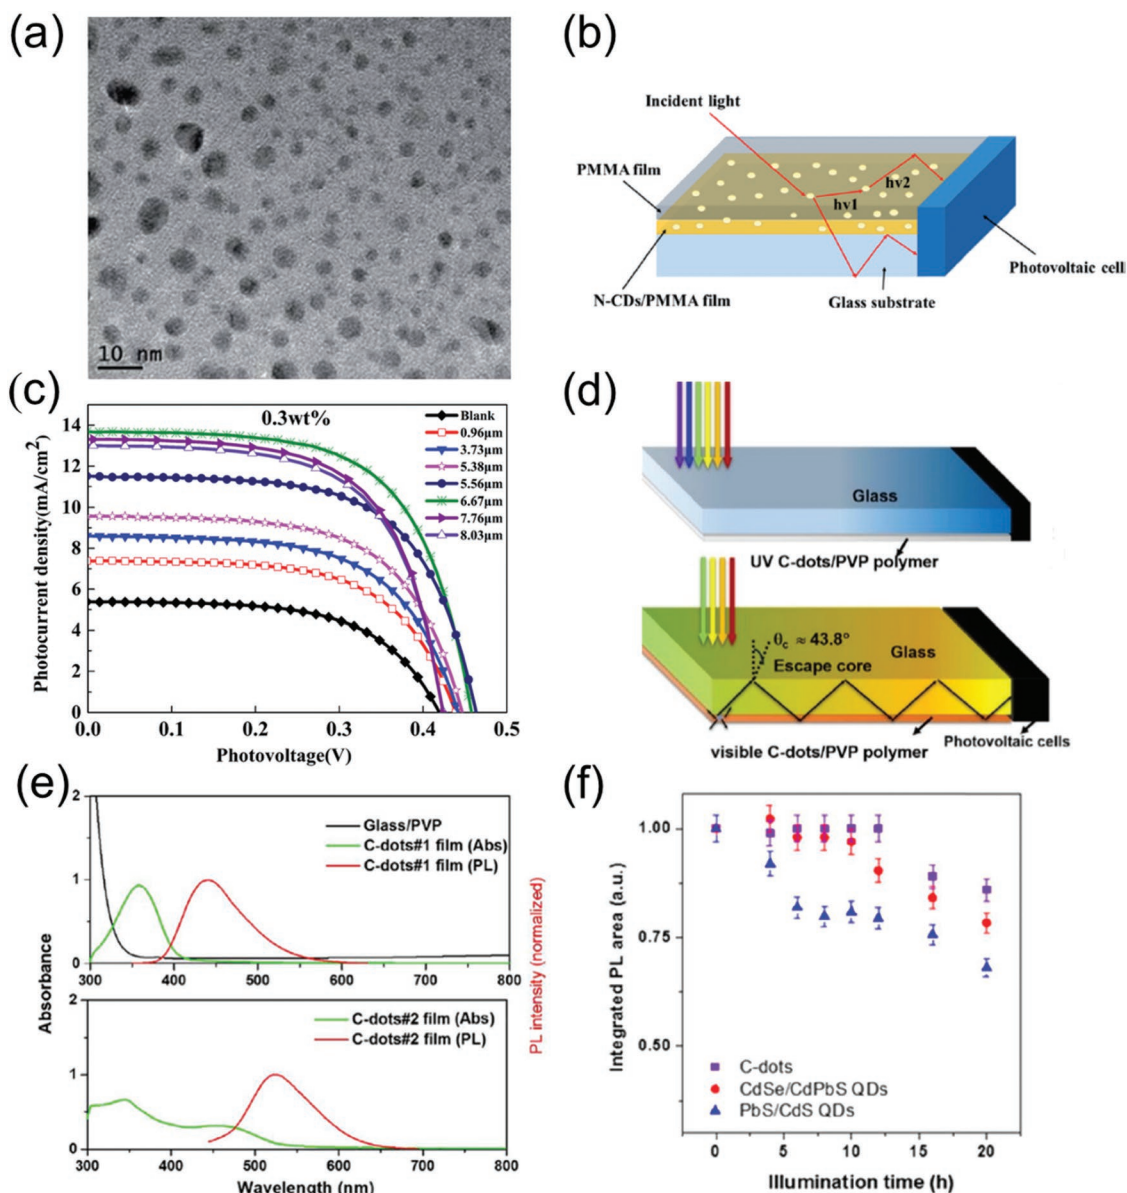 (a)
10 nm
(b)
Incident light
PMMA film
hv1
hv2
N-CDs/PMMA film
Glass substrate
Photovoltaic cell
(c)
0.3wt%
Blank
0.96μm
3.73μm
5.38μm
5.56μm
6.67μm
7.76μm
8.03μm
Photocurrent density(mA/cm²)
14
12
10
8
6
4
2
0
0.0 0.1 0.2 0.3 0.4 0.5
Photovoltage(V)
(d)
Glass
UV C-dots/PVP polymer
θc ≈ 43.8°
Escape core
Glass
visible C-dots/PVP polymer
Photovoltaic cells
(e)
2
1
0
Glass/PVP
C-dots#1 film (Abs)
C-dots#1 film (PL)
300 400 500 600 700 800
Absorbance
PL intensity (normalized)
2
1
0
C-dots#2 film (Abs)
C-dots#2 film (PL)
300 400 500 600 700 800
Wavelength (nm)
(f)
Integrated PL area (a.u.)
1.00
0.75
0.50
C-dots
CdSe/CdPbS QDs
PbS/CdS QDs
0 5 10 15 20
Illumination time (h)